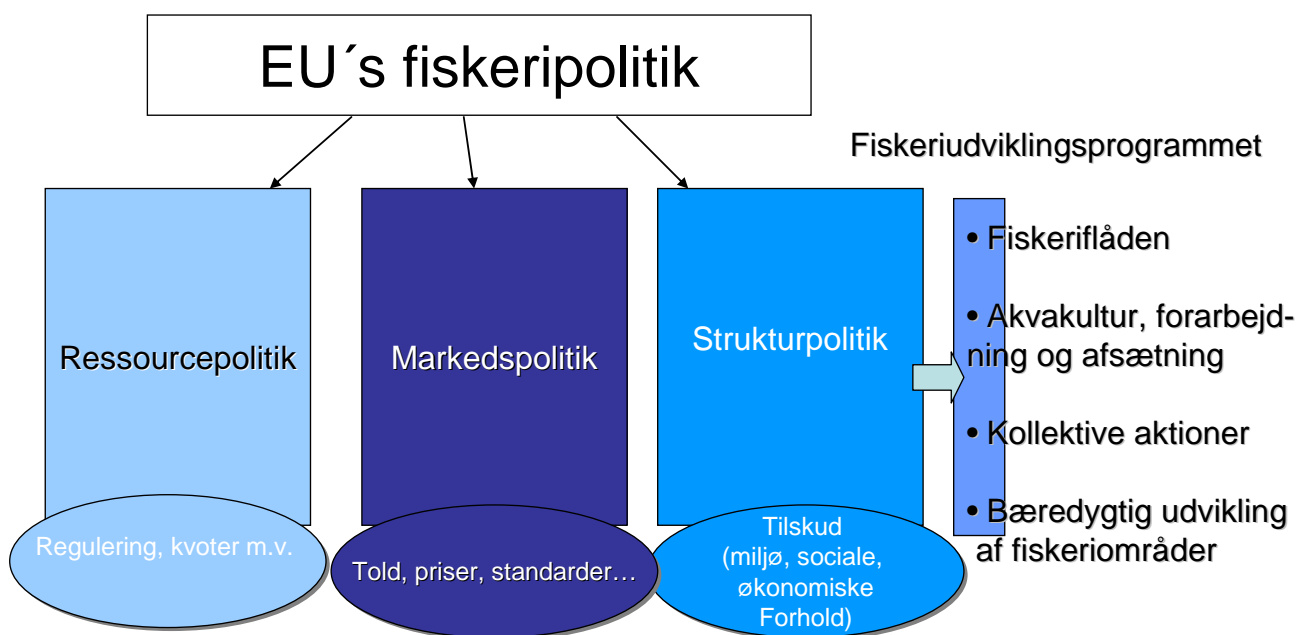 EU´s fiskeripolitik
Fiskeriudviklingsprogrammet
Ressourcepolitik
Regulering, kvoter m.v.
Markedspolitik
Told, priser, standarder…
Strukturpolitik
Tilskud
(miljø, sociale,
økonomiske
Forhold)
• Fiskeriflåden
• Akvakultur, forarbejd-
ning og afsætning
• Kollektive aktioner
• Bæredygtig udvikling
af fiskeriområder